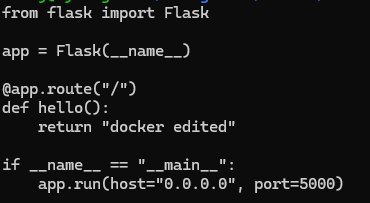 from flask import Flask

app = Flask(__name__)

@app.route("/")
def hello():
    return "docker edited"

if __name__ == "__main__":
    app.run(host="0.0.0.0", port=5000)